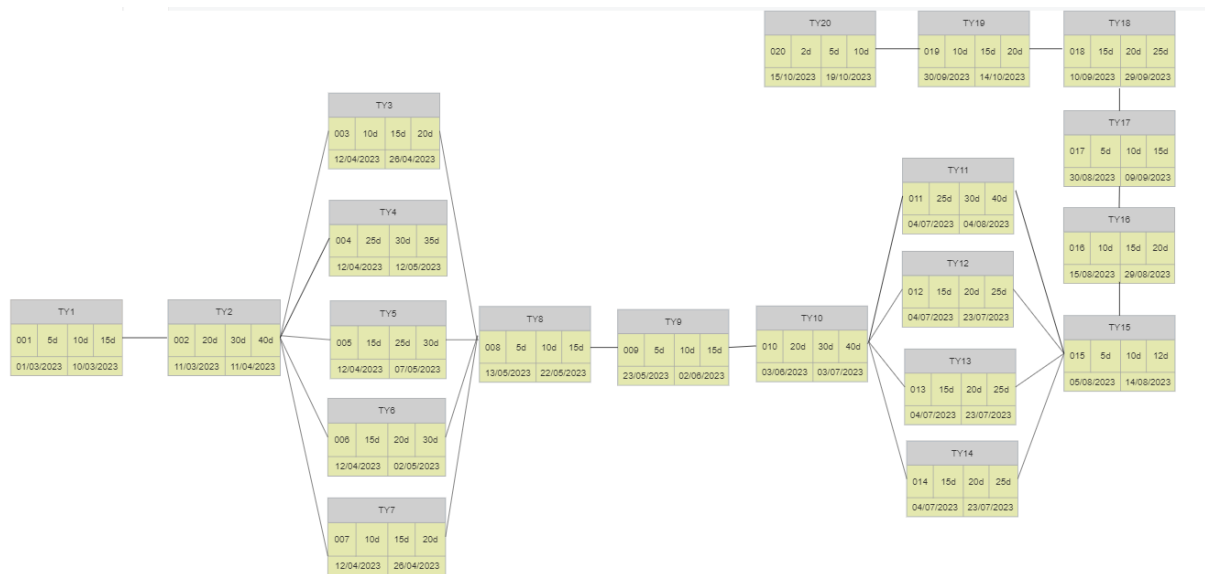 TY20
020 2d 5d 10d
15/10/2023 19/10/2023
TY19
019 10d 15d 20d
30/09/2023 14/10/2023
TY18
018 15d 20d 25d
10/09/2023 29/09/2023
TY3
003 10d 15d 20d
12/04/2023 26/04/2023
TY17
017 5d 10d 15d
30/08/2023 09/09/2023
TY11
011 25d 30d 40d
04/07/2023 04/08/2023
TY4
004 25d 30d 35d
12/04/2023 12/05/2023
TY16
016 10d 15d 20d
15/08/2023 29/08/2023
TY12
012 15d 20d 25d
04/07/2023 23/07/2023
TY1
001 5d 10d 15d
01/03/2023 10/03/2023
TY2
002 20d 30d 40d
11/03/2023 11/04/2023
TY5
005 15d 25d 30d
12/04/2023 07/05/2023
TY8
008 5d 10d 15d
13/05/2023 22/05/2023
TY9
009 5d 10d 15d
23/05/2023 02/06/2023
TY10
010 20d 30d 40d
03/06/2023 03/07/2023
TY15
015 5d 10d 12d
05/08/2023 14/08/2023
TY13
013 15d 20d 25d
04/07/2023 23/07/2023
TY6
006 15d 20d 30d
12/04/2023 02/05/2023
TY14
014 15d 20d 25d
04/07/2023 23/07/2023
TY7
007 10d 15d 20d
12/04/2023 26/04/2023